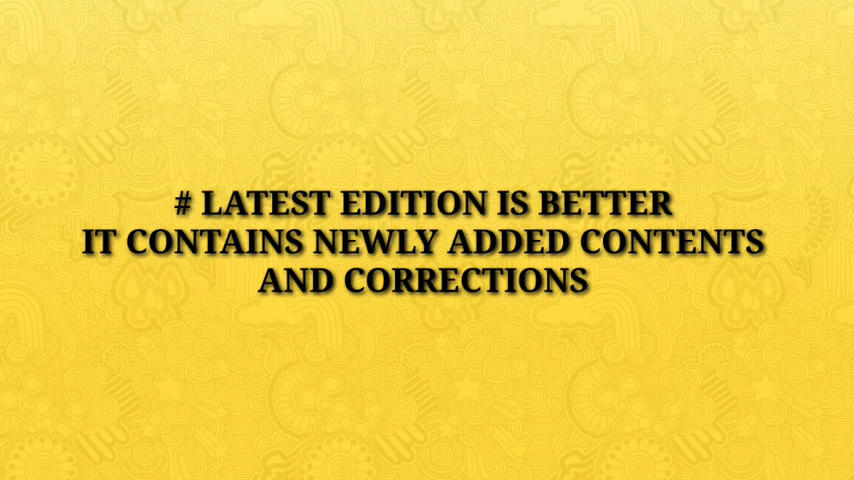 # LATEST EDITION IS BETTER
IT CONTAINS NEWLY ADDED CONTENTS
AND CORRECTIONS